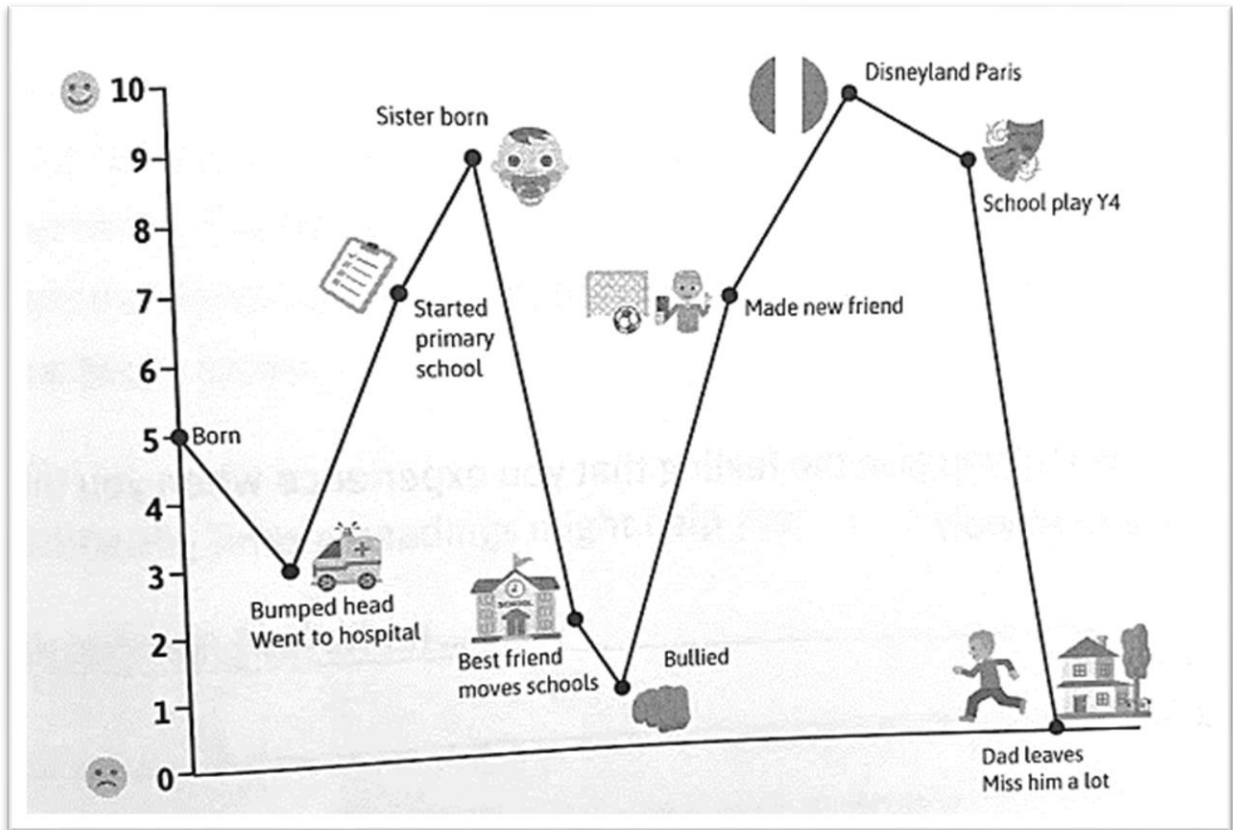 10
Disneyland Paris
Sister born
9
School play Y4
8
7
Started
primary
school
Made new friend
6
5
Born
4
3
Bumped head
Went to hospital
SCHOOL
2
Best friend
moves schools
Bullied
1
0
Dad leaves
Miss him a lot